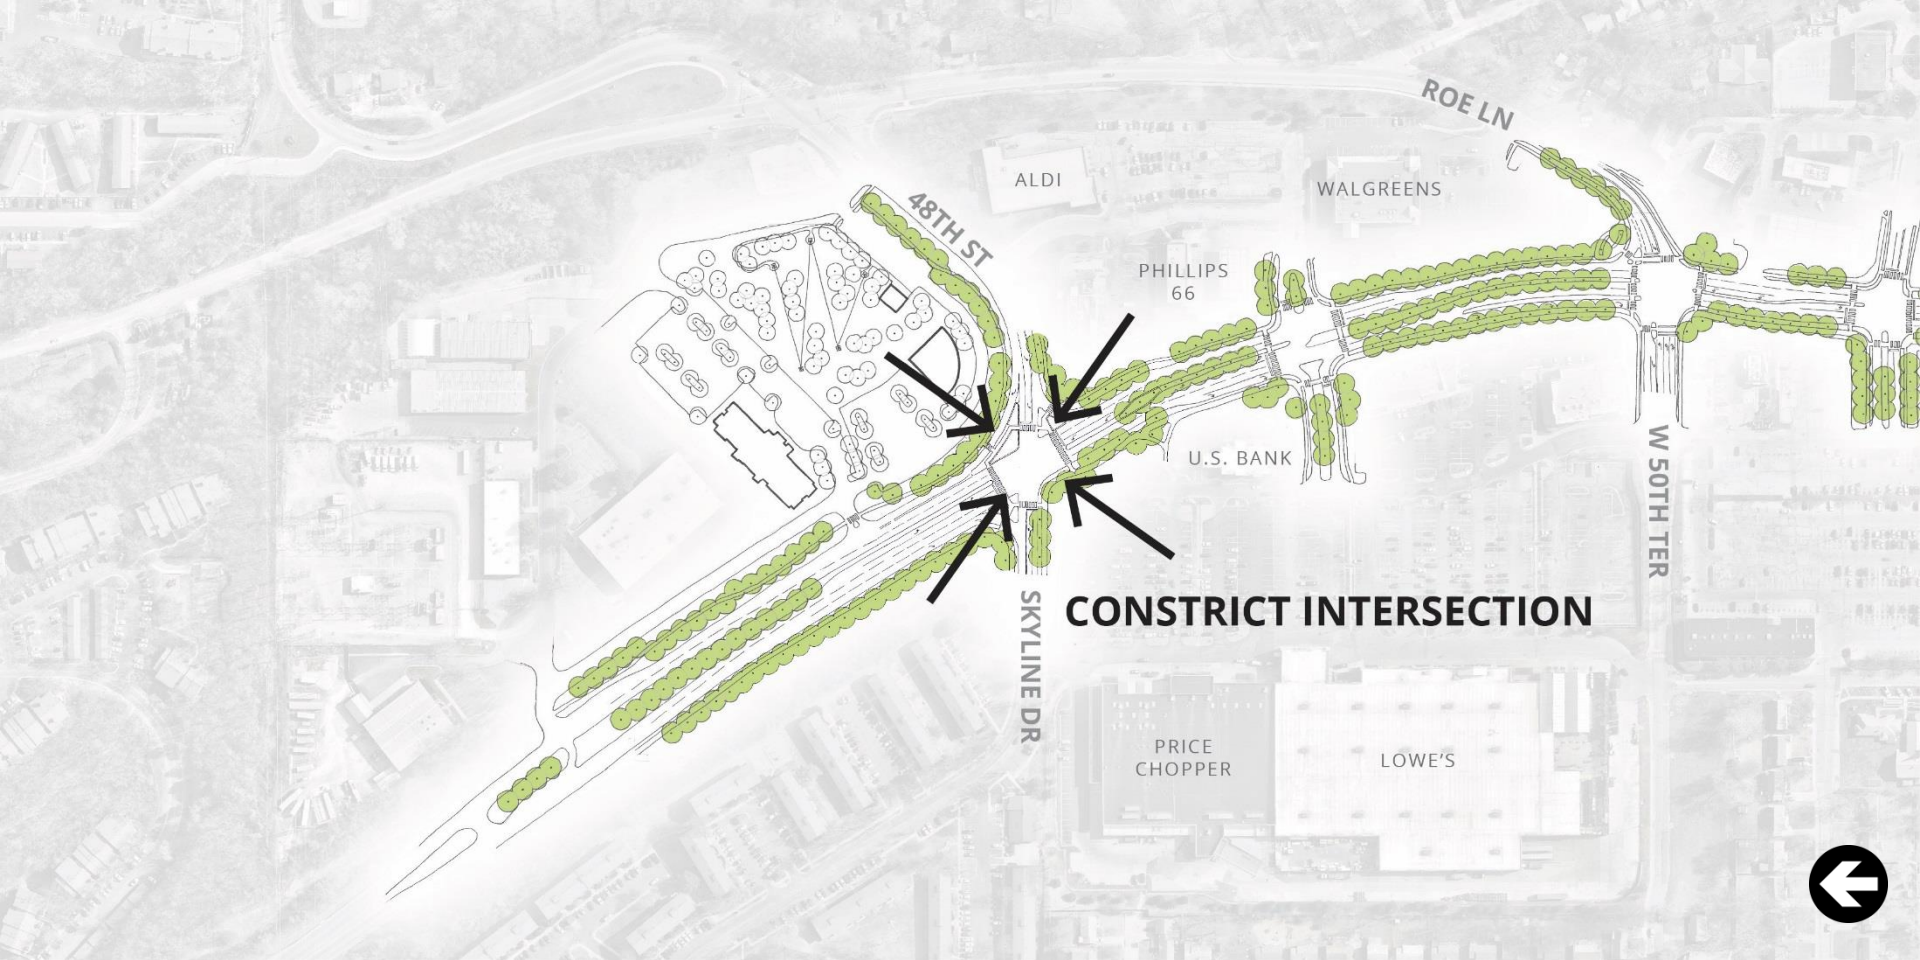 ROE LN
ALDI
WALGREENS
48TH ST
PHILLIPS
66
U.S. BANK
W 50TH TER
SKYLINE DR
CONSTRICT INTERSECTION
PRICE
CHOPPER
LOWE'S